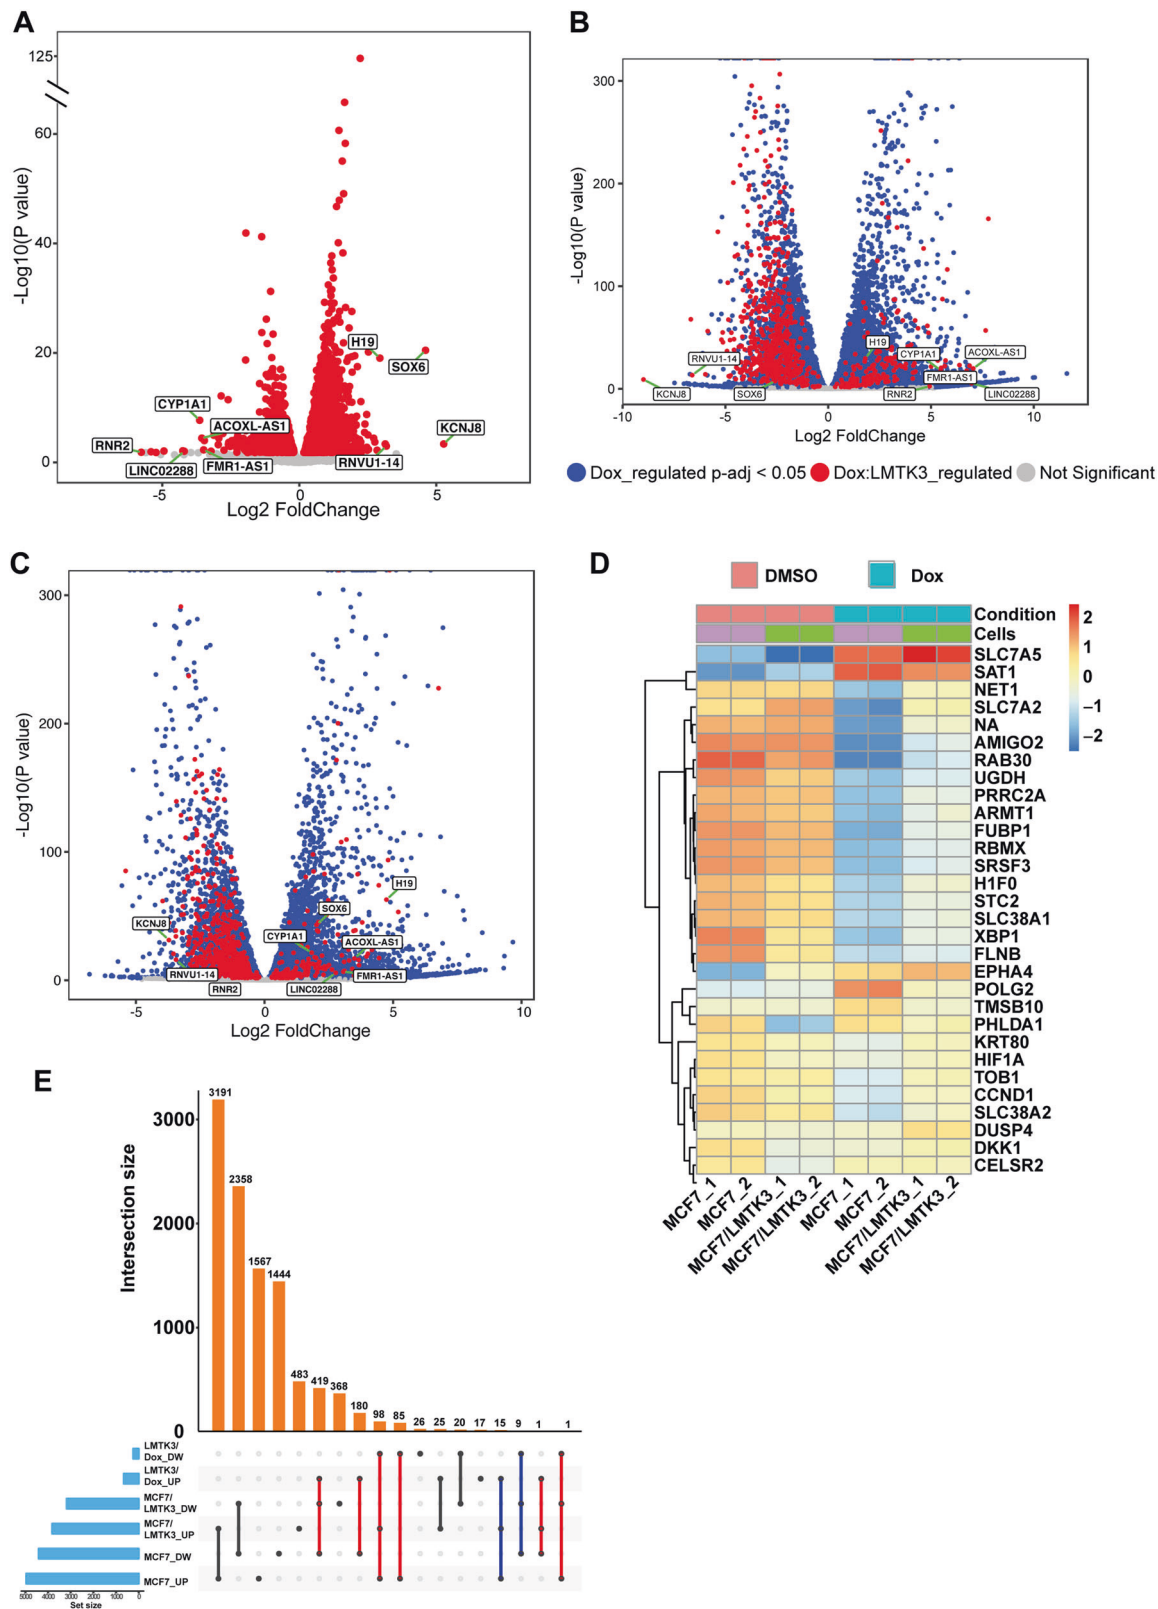 A
125
60
40
20
0
-Log10(P value)
H19
SOX6
CYP1A1
ACOXL-AS1
KCNJ8
RNR2
LINC02288
FMR1-AS1
RNVU1-14
-5
0
5
Log2 FoldChange
B
300
200
100
0
-Log10(P value)
H19
RNVU1-14
CYP1A1
ACOXL-AS1
FMR1-AS1
KCNJ8
SOX6
RNR2
LINC02288
-10
-5
0
5
10
Log2 FoldChange
Dox_regulated p-adj < 0.05
Dox:LMTK3_regulated
Not Significant
C
300
200
100
0
-Log10(P value)
H19
KCNJ8
SOX6
CYP1A1
ACOXL-AS1
RNVU1-14
FMR1-AS1
RNR2
LINC02288
-5
0
5
10
Log2 FoldChange
D
DMSO
Dox
Condition
Cells
SLC7A5
SAT1
NET1
SLC7A2
NA
AMIGO2
RAB30
UGDH
PRRC2A
ARMT1
FUBP1
RBMX
SRSF3
H1F0
STC2
SLC38A1
XBP1
FLNB
EPHA4
POLG2
TMSB10
PHLDA1
KRT80
HIF1A
TOB1
CCND1
SLC38A2
DUSP4
DKK1
CELSR2
2
1
0
−1
−2
MCF7_1
MCF7_2
MCF7/LMTK3_1
MCF7/LMTK3_2
MCF7_1
MCF7_2
MCF7/LMTK3_1
MCF7/LMTK3_2
E
Intersection size
3000
2000
1000
0
3191
2358
1567
1444
483
419
368
180
98
85
26
25
20
17
15
9
1
1
LMTK3/
Dox_DW
LMTK3/
Dox_UP
MCF7/
LMTK3_DW
MCF7/
LMTK3_UP
MCF7_DW
MCF7_UP
5000
4000
3000
2000
1000
0
Set size